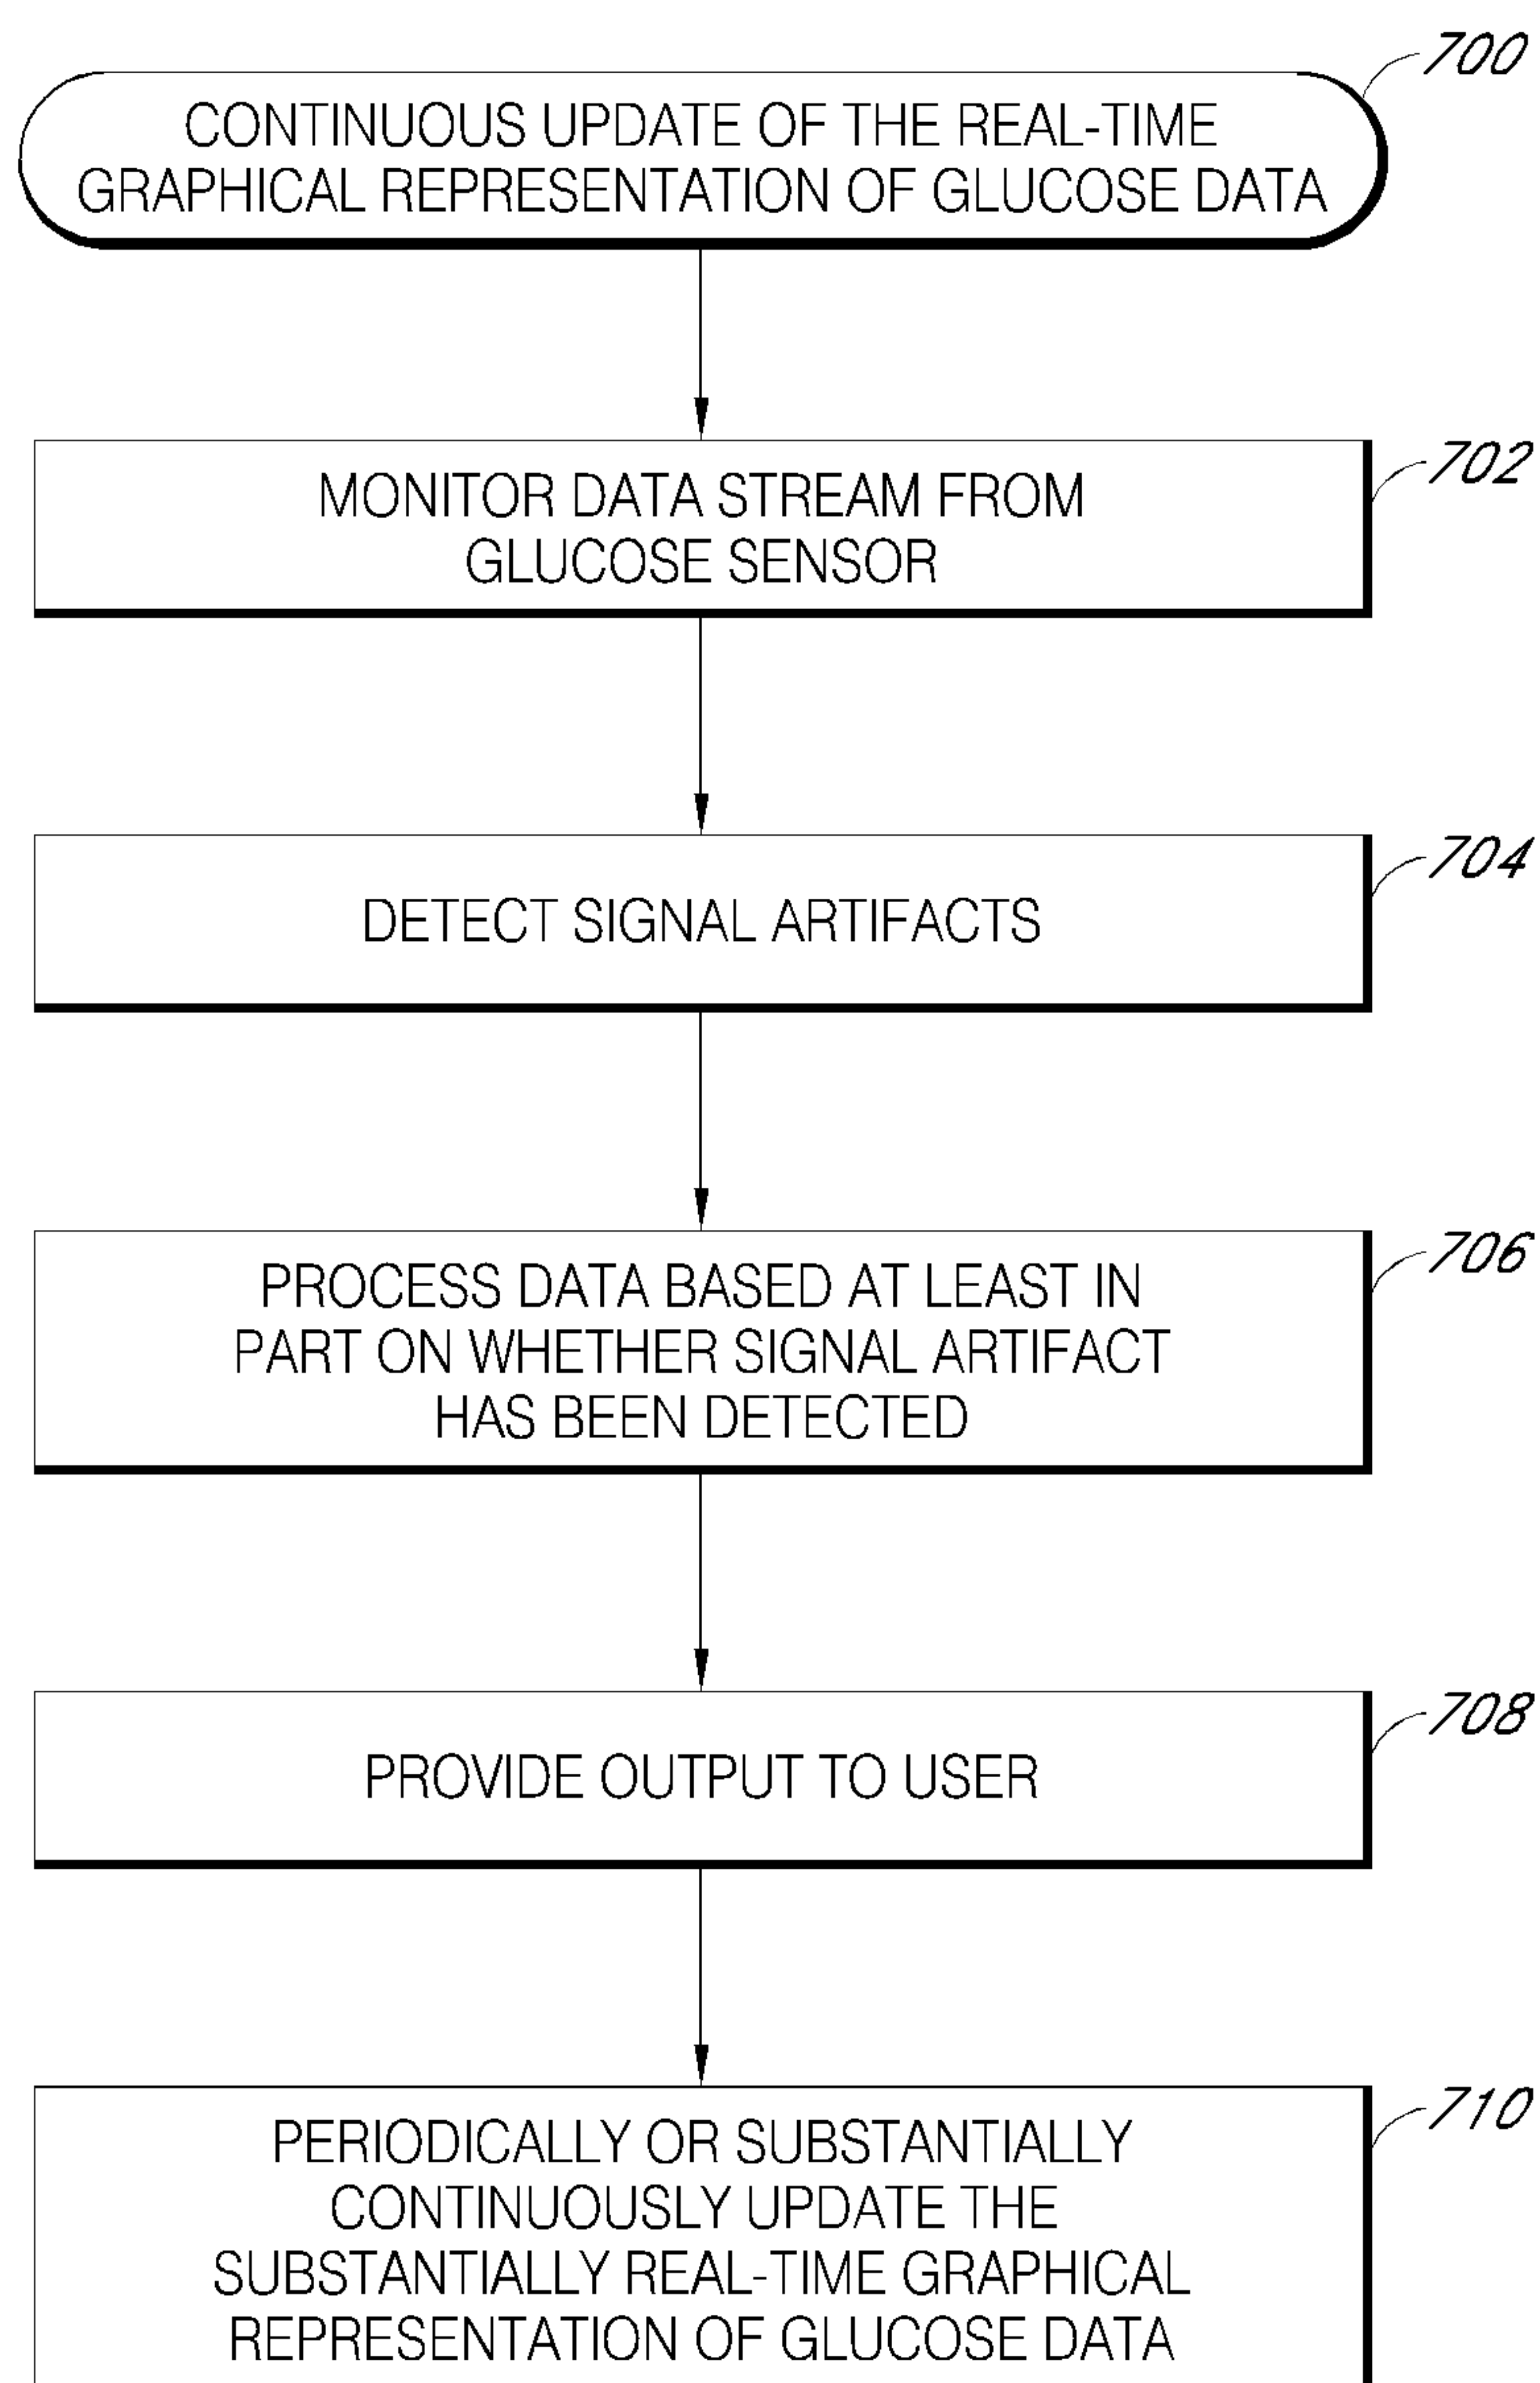 700
CONTINUOUS UPDATE OF THE REAL-TIME
GRAPHICAL REPRESENTATION OF GLUCOSE DATA
702
MONITOR DATA STREAM FROM
GLUCOSE SENSOR
704
DETECT SIGNAL ARTIFACTS
706
PROCESS DATA BASED AT LEAST IN
PART ON WHETHER SIGNAL ARTIFACT
HAS BEEN DETECTED
708
PROVIDE OUTPUT TO USER
710
PERIODICALLY OR SUBSTANTIALLY
CONTINUOUSLY UPDATE THE
SUBSTANTIALLY REAL-TIME GRAPHICAL
REPRESENTATION OF GLUCOSE DATA